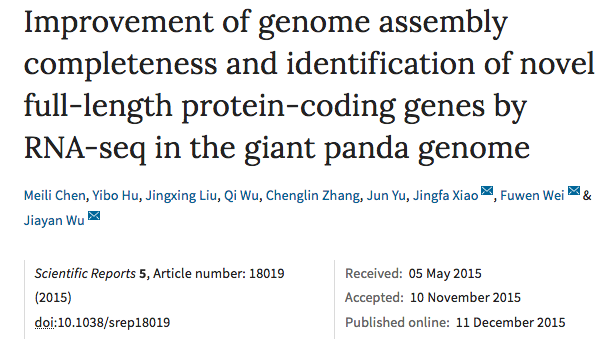 Improvement of genome assembly
completeness and identification of novel
full-length protein-coding genes by
RNA-seq in the giant panda genome
Meili Chen, Yibo Hu, Jingxing Liu, Qi Wu, Chenglin Zhang, Jun Yu, Jingfa Xiao, Fuwen Wei &
Jiayan Wu
Scientific Reports 5, Article number: 18019
(2015)
doi:10.1038/srep18019
Received: 05 May 2015
Accepted: 10 November 2015
Published online: 11 December 2015